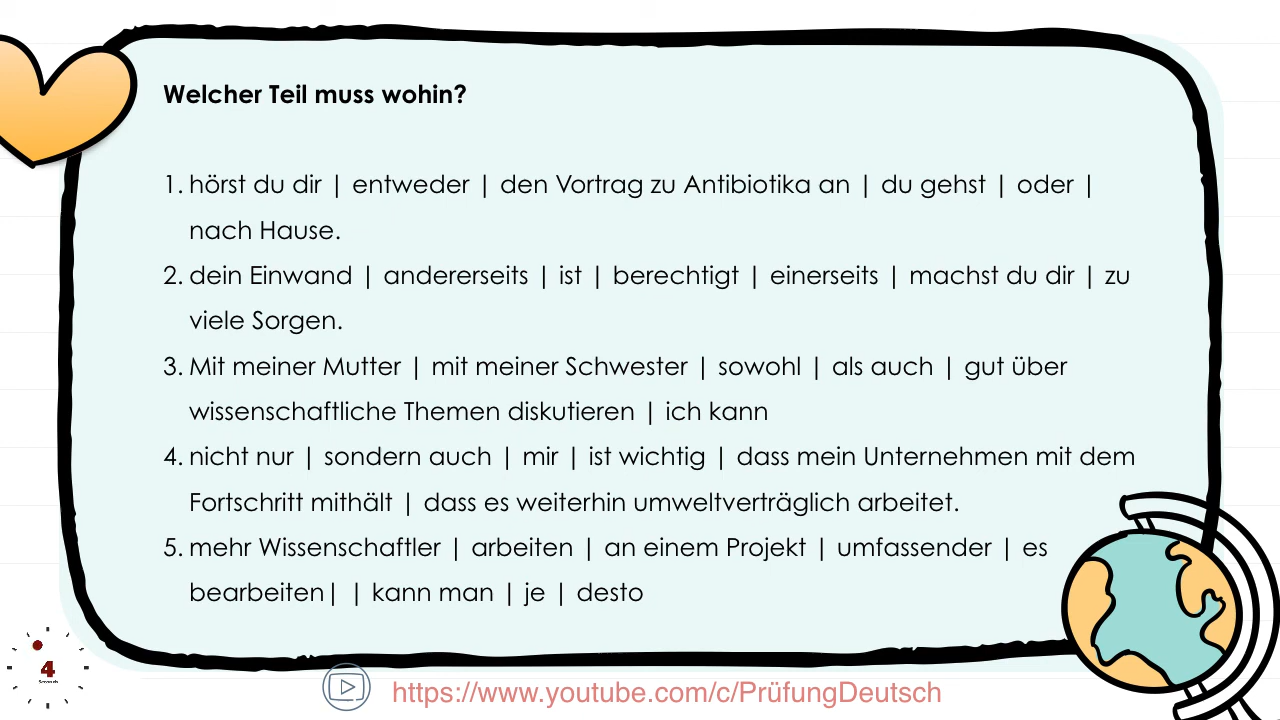 Welcher Teil muss wohin?
1. hörst du dir | entweder | den Vortrag zu Antibiotika an | du gehst | oder |
nach Hause.
2. dein Einwand | andererseits | ist | berechtigt | einerseits | machst du dir | zu
viele Sorgen.
3. Mit meiner Mutter | mit meiner Schwester | sowohl | als auch | gut über
wissenschaftliche Themen diskutieren | ich kann
4. nicht nur | sondern auch | mir | ist wichtig | dass mein Unternehmen mit dem
Fortschritt mithält | dass es weiterhin umweltverträglich arbeitet.
5. mehr Wissenschaftler | arbeiten | an einem Projekt | umfassender | es
bearbeiten| | kann man | je | desto
4
https://www.youtube.com/c/PrüfungDeutsch